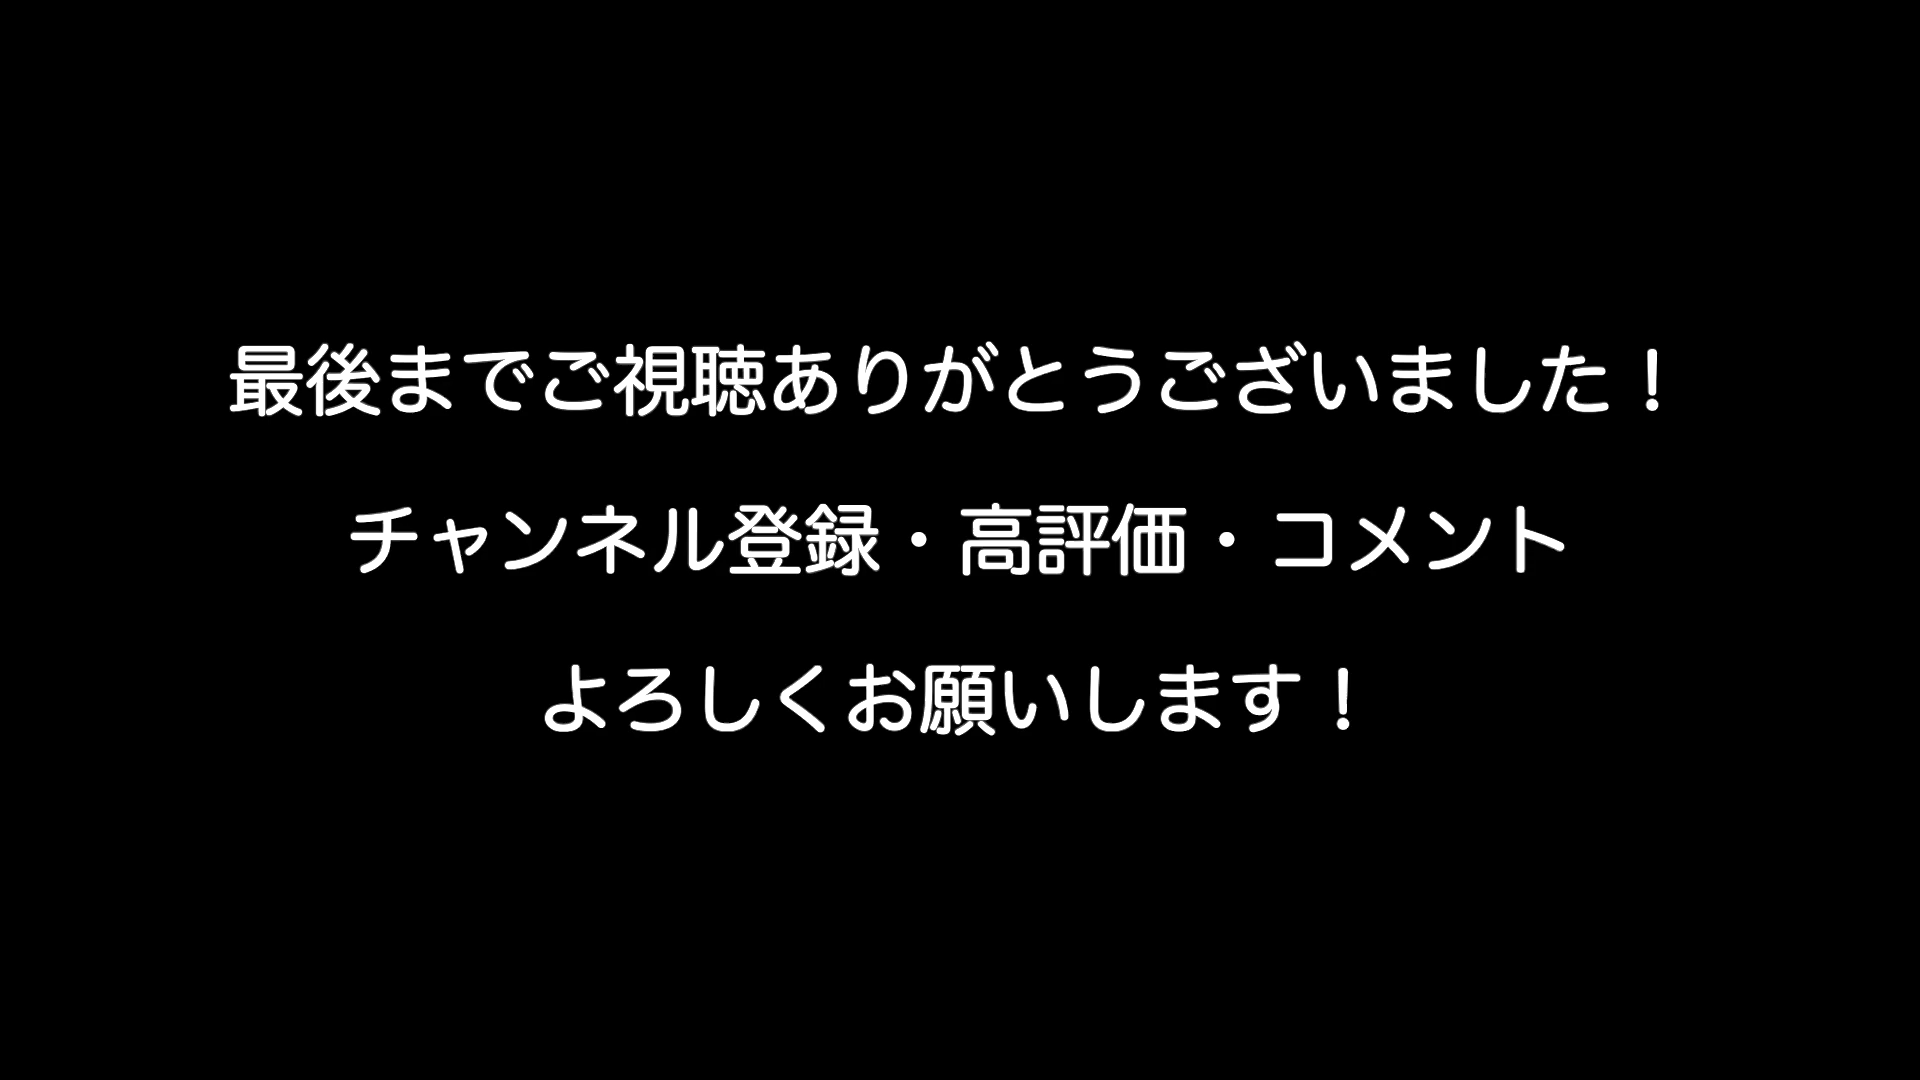 最後までご視聴ありがとうございました！
チャンネル登録・高評価・コメント
よろしくお願いします！